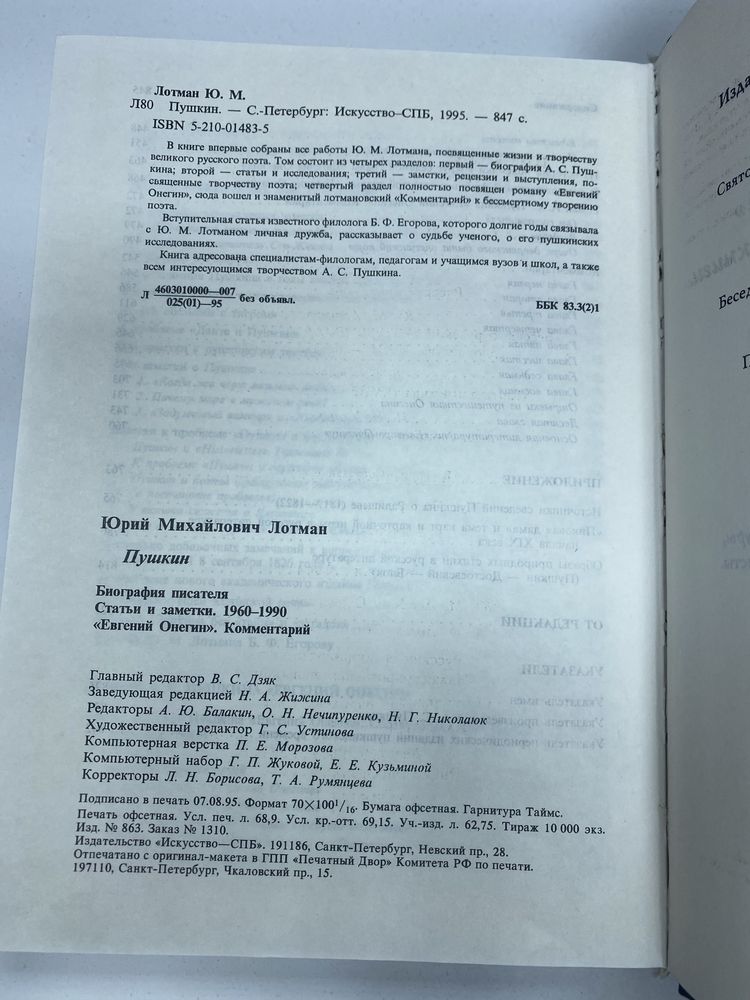 Лотман Ю. М.
Л80 Пушкин. — С.-Петербург: Искусство–СПБ, 1995. — 847 с.
ISBN 5-210-01483-5
В книге впервые собраны все работы Ю. М. Лотмана, посвященные жизни и творчеству
великого русского поэта. Том состоит из четырех разделов: первый — биография А. С. Пуш-
кина; второй — статьи и исследования; третий — заметки, рецензии и выступления, по-
священные творчеству поэта; четвертый раздел полностью посвящен роману «Евгений
Онегин», сюда вошел и знаменитый лотмановский «Комментарий» к бессмертному творению
поэта.
Вступительная статья известного филолога Б. Ф. Егорова, которого долгие годы связывала
с Ю. М. Лотманом личная дружба, рассказывает о судьбе ученого, о его пушкинских
исследованиях.
Книга адресована специалистам-филологам, педагогам и учащимся вузов и школ, а также
всем интересующимся творчеством А. С. Пушкина.
Л 4603010000—007 / 025(01)—95 без объявл. ББК 83.3(2)1
Юрий Михайлович Лотман
Пушкин
Биография писателя
Статьи и заметки. 1960–1990
«Евгений Онегин». Комментарий
Главный редактор В. С. Дзяк
Заведующая редакцией Н. А. Жижина
Редакторы А. Ю. Балакин, О. Н. Нечипуренко, Н. Г. Николаюк
Художественный редактор Г. С. Устинова
Компьютерная верстка П. Е. Морозова
Компьютерный набор Г. П. Жуковой, Е. Е. Кузьминой
Корректоры Л. Н. Борисова, Т. А. Румянцева
Подписано в печать 07.08.95. Формат 70×100¹/₁₆. Бумага офсетная. Гарнитура Таймс.
Печать офсетная. Усл. печ. л. 68,9. Усл. кр.-отт. 69,15. Уч.-изд. л. 62,75. Тираж 10 000 экз.
Изд. № 863. Заказ № 1310.
Издательство «Искусство—СПБ». 191186, Санкт-Петербург, Невский пр., 28.
Отпечатано с оригинал-макета в ГПП «Печатный Двор» Комитета РФ по печати.
197110, Санкт-Петербург, Чкаловский пр., 15.
Изда
Свято
Бесед